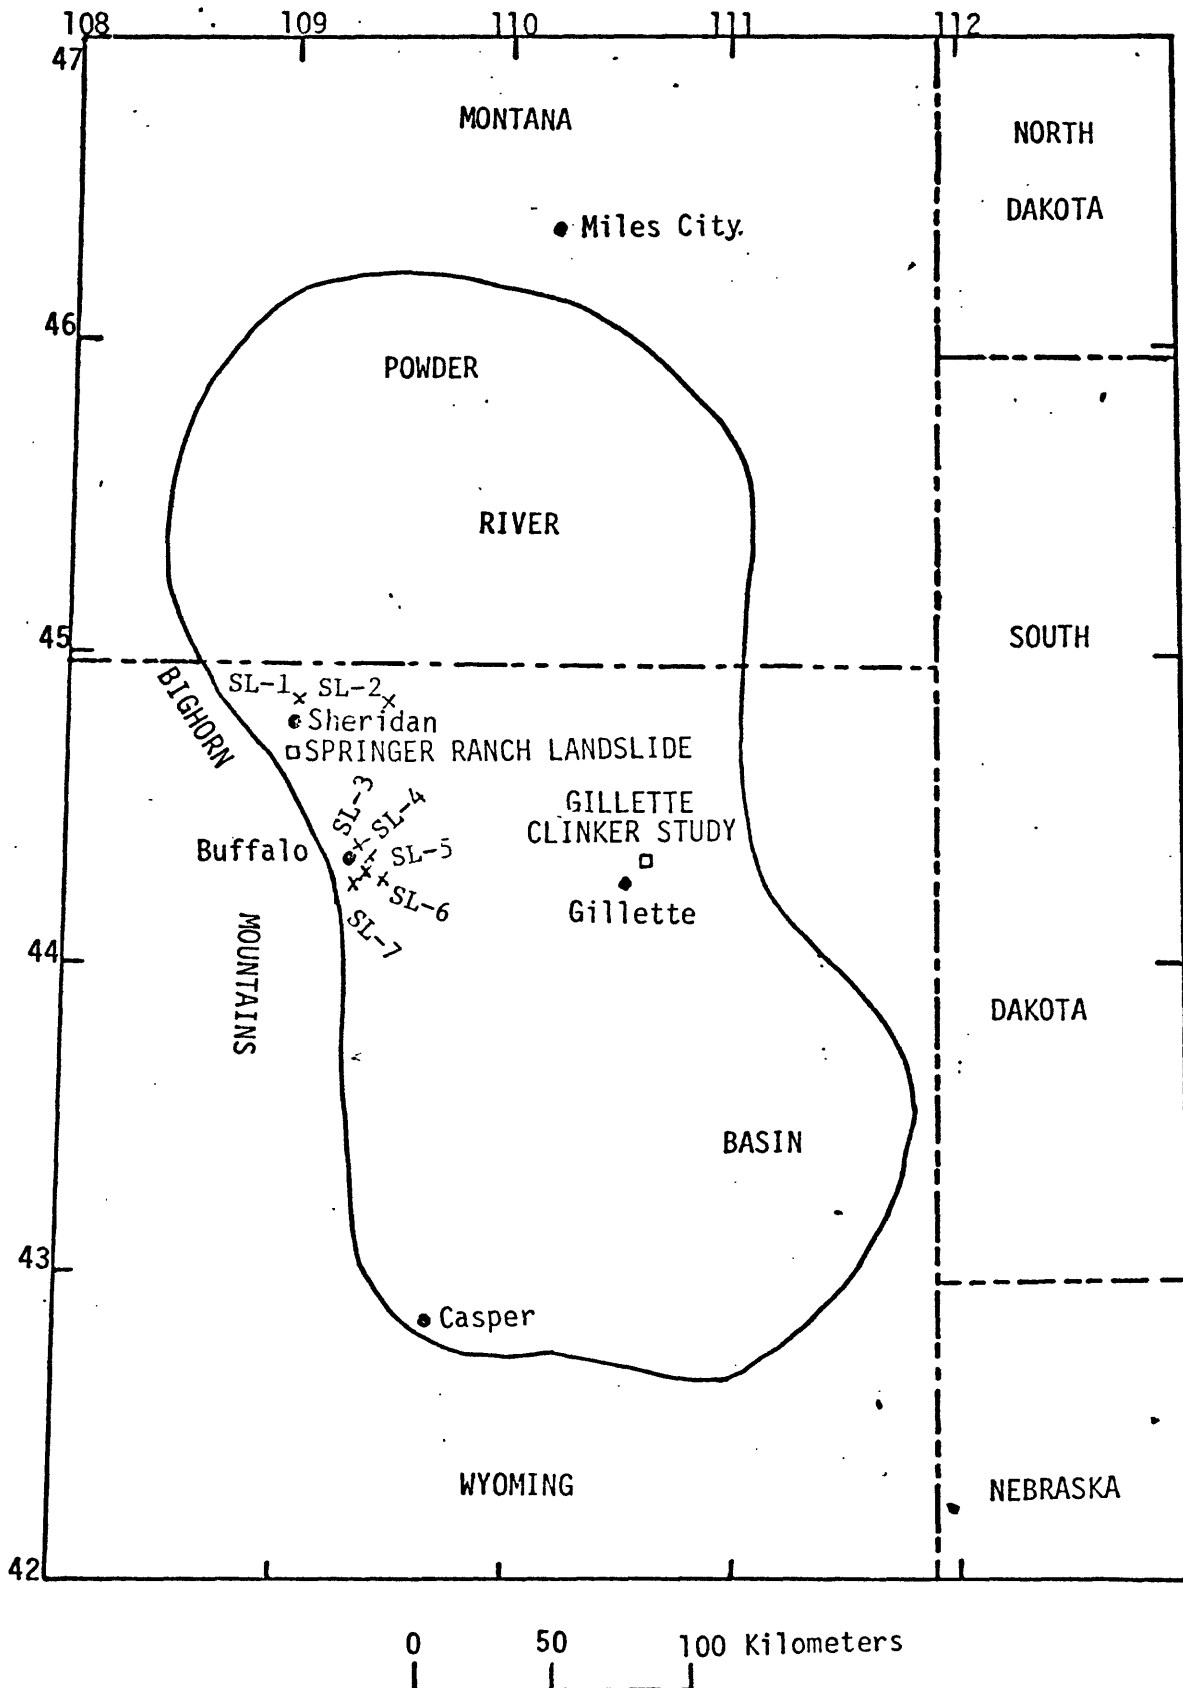 108 109 110 111 112
47
MONTANA
NORTH
DAKOTA
Miles City
46
POWDER
RIVER
45
SOUTH
BIGHORN
SL-1 SL-2
Sheridan
SPRINGER RANCH LANDSLIDE
SL-3
SL-4
GILLETTE
CLINKER STUDY
Buffalo
SL-5
SL-6
Gillette
SL-7
MOUNTAINS
44
DAKOTA
BASIN
43
Casper
WYOMING
NEBRASKA
42
0 50 100 Kilometers